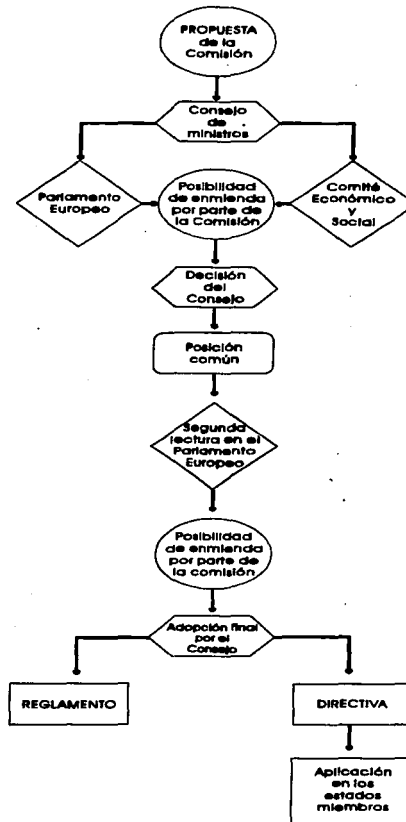 PROPUESTA
de la
Comisión
Consejo
de
ministros
Parlamento
Europeo
Posibilidad
de enmienda
por parte de
la Comisión
Comité
Económico
y
Social
Decisión
del
Consejo
Posición
común
Segunda
lectura en el
Parlamento
Europeo
Posibilidad
de enmienda
por parte de
la comisión
Adopción final
por el
Consejo
REGLAMENTO
DIRECTIVA
Aplicación
en los
estados
miembros